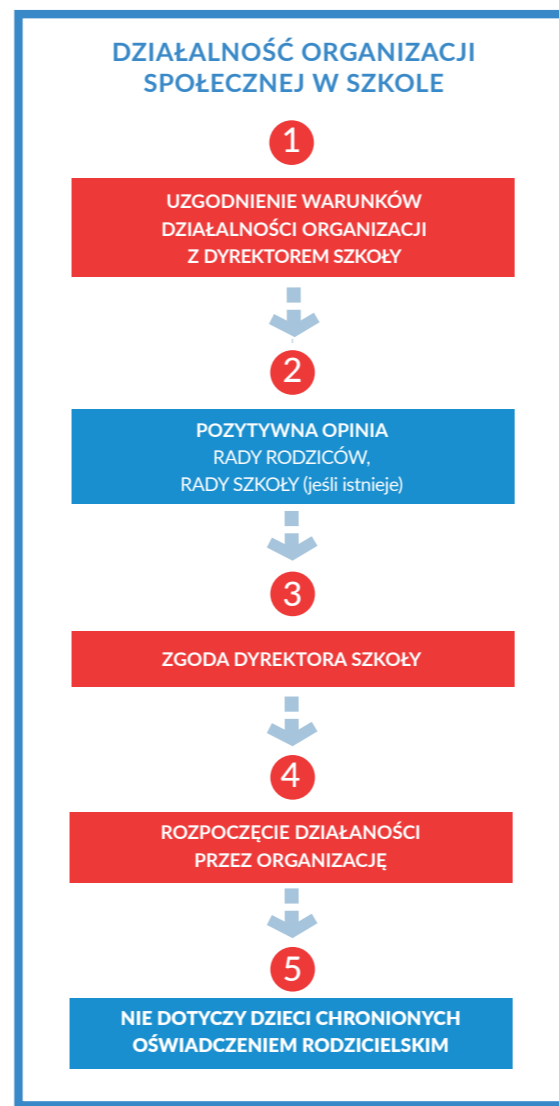 DZIAŁALNOŚĆ ORGANIZACJI
SPOŁECZNEJ W SZKOLE
1
UZGODNIENIE WARUNKÓW
DZIAŁALNOŚCI ORGANIZACJI
Z DYREKTOREM SZKOŁY
2
POZYTYWNA OPINIA
RADY RODZICÓW,
RADY SZKOŁY (jeśli istnieje)
3
ZGODA DYREKTORA SZKOŁY
4
ROZPOCZĘCIE DZIAŁANOŚCI
PRZEZ ORGANIZACJĘ
5
NIE DOTYCZY DZIECI CHRONIONYCH
OŚWIADCZENIEM RODZICIELSKIM